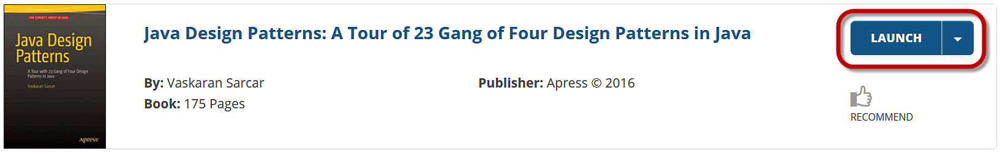 THE EXPERT'S VOICE® IN JAVA
Java Design
Patterns
A Tour with 23 Gang of Four Design
Patterns in Java
Vaskaran Sarcar
Apress®
Java Design Patterns: A Tour of 23 Gang of Four Design Patterns in Java
By: Vaskaran Sarcar
Publisher: Apress © 2016
Book: 175 Pages
LAUNCH
RECOMMEND